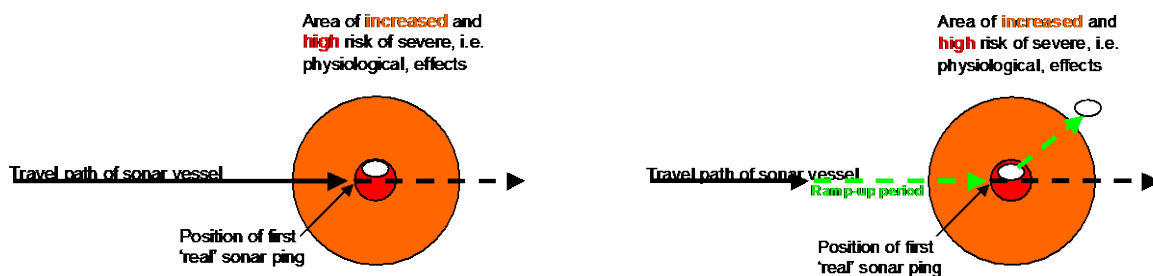 Area of increased and
high risk of severe, i.e.
physiological, effects
Travel path of sonar vessel
Position of first
‘real’ sonar ping
Area of increased and
high risk of severe, i.e.
physiological, effects
Travel path of sonar vessel
Ramp-up period
Position of first
‘real’ sonar ping